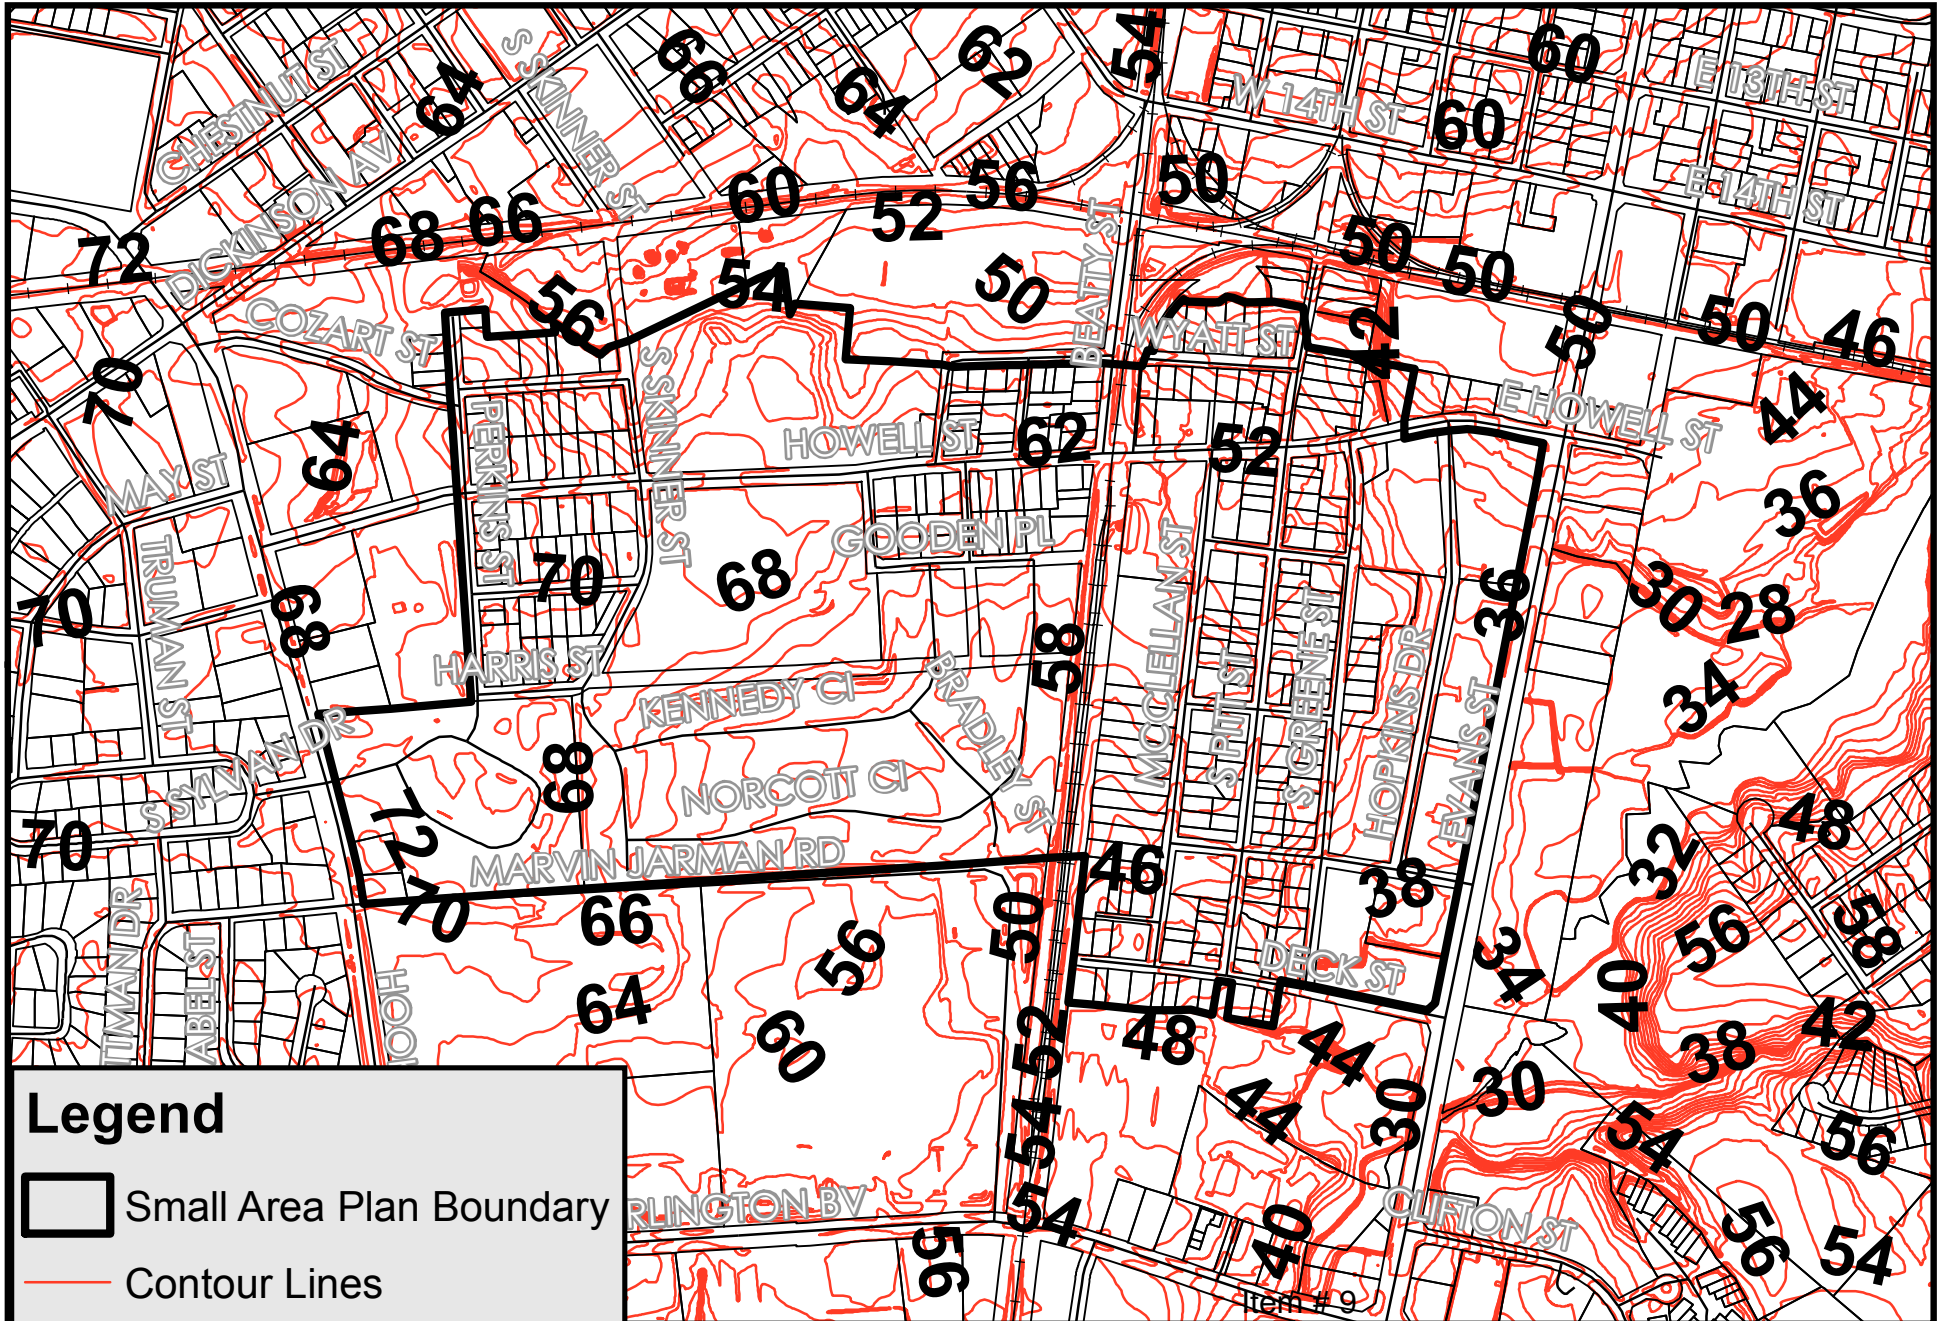 54
66
62
60
64
64
S SKINNER ST
CHESTNUT ST
E 13TH ST
W 14TH ST
60
DICKINSON AV
50
56
60
52
E 14TH ST
66
68
72
BEATTY ST
50
50
54
50
56
50
50
46
COZART ST
WYATT ST
42
70
44
S SKINNER ST
E HOWELL ST
HOWELL ST
62
52
64
PERKINS ST
MAY ST
36
GOODEN PL
70
68
MCCLELLAN ST
TRUMAN ST
70
68
36
30
28
HARRIS ST
58
S PITT ST
S GREENE ST
HOPKINS DR
EVANS ST
34
KENNEDY CI
BRADLEY ST
S SYLVAN DR
68
NORCOTT CI
48
72
70
MARVIN JARMAN RD
46
38
32
70
66
50
56
56
58
ABEL ST
DECK ST
34
40
64
60
52
48
44
38
42
HOOK
Legend
44
30
30
54
54
56
Small Area Plan Boundary
RLINGTON BV
54
CLIFTON ST
40
56
54
56
Contour Lines
Item # 9